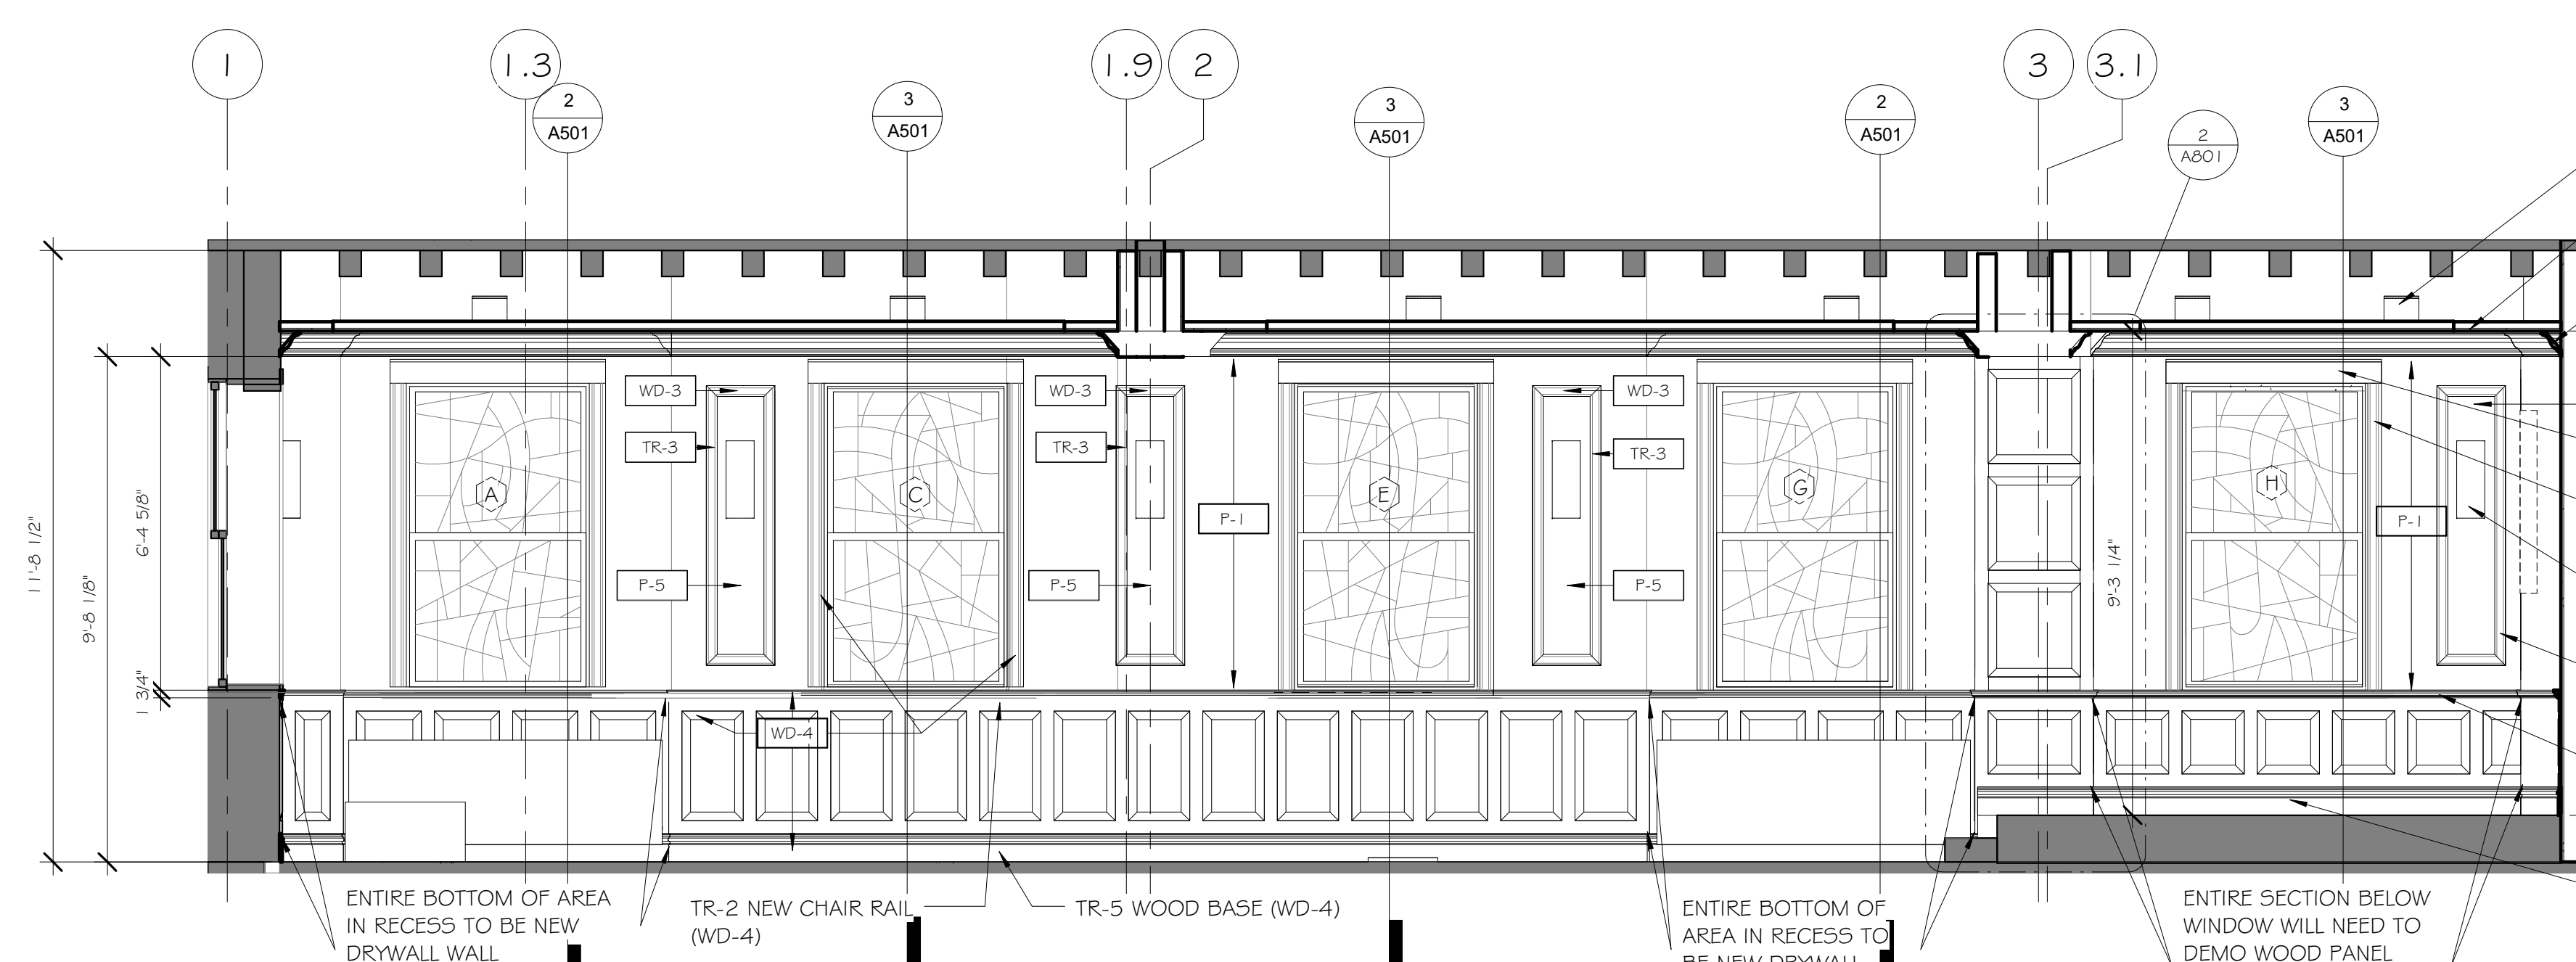 1
1.3
1.9
2
3
3.1
2
A501
3
A501
3
A501
2
A501
2
A801
3
A501
WD-3
WD-3
WD-3
TR-3
TR-3
TR-3
A
C
E
G
H
P-1
P-1
P-5
P-5
P-5
11'-8 1/2"
9'-8 1/8"
6'-4 5/8"
1 3/4"
9'-3 1/4"
WD-4
ENTIRE BOTTOM OF AREA
IN RECESS TO BE NEW
DRYWALL WALL
TR-2 NEW CHAIR RAIL
(WD-4)
TR-5 WOOD BASE (WD-4)
ENTIRE BOTTOM OF
AREA IN RECESS TO
BE NEW DRYWALL
ENTIRE SECTION BELOW
WINDOW WILL NEED TO
DEMO WOOD PANEL